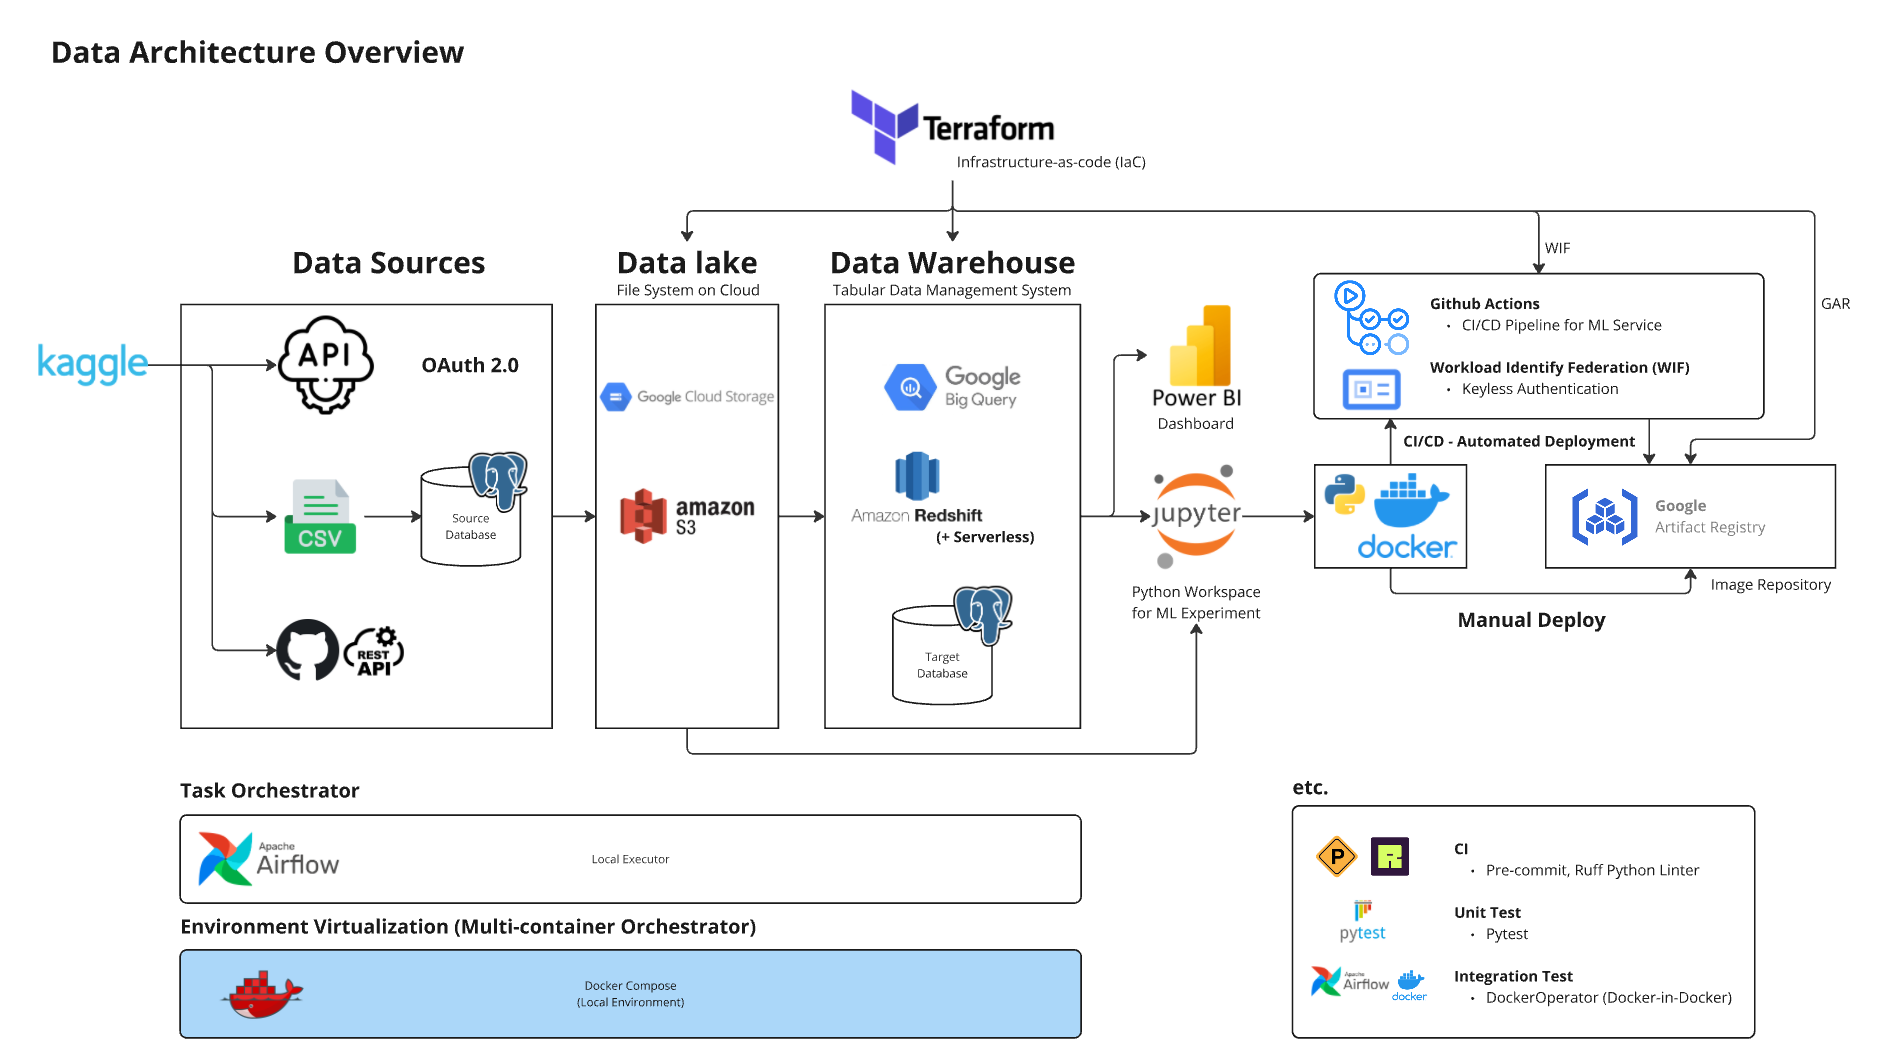 Data Architecture Overview
Terraform
Infrastructure-as-code (IaC)
WIF
GAR
Data Sources
Data lake
File System on Cloud
Data Warehouse
Tabular Data Management System
kaggle
API
OAuth 2.0
CSV
Source
Database
REST
API
Google Cloud Storage
amazon
S3
Google
Big Query
Amazon Redshift
(+ Serverless)
Target
Database
Power BI
Dashboard
jupyter
Python Workspace
for ML Experiment
Github Actions
• CI/CD Pipeline for ML Service
Workload Identify Federation (WIF)
• Keyless Authentication
CI/CD - Automated Deployment
docker
Google
Artifact Registry
Image Repository
Manual Deploy
Task Orchestrator
Apache
Airflow
Local Executor
Environment Virtualization (Multi-container Orchestrator)
Docker Compose
(Local Environment)
etc.
P
R
CI
• Pre-commit, Ruff Python Linter
pytest
Unit Test
• Pytest
Apache
Airflow
docker
Integration Test
• DockerOperator (Docker-in-Docker)